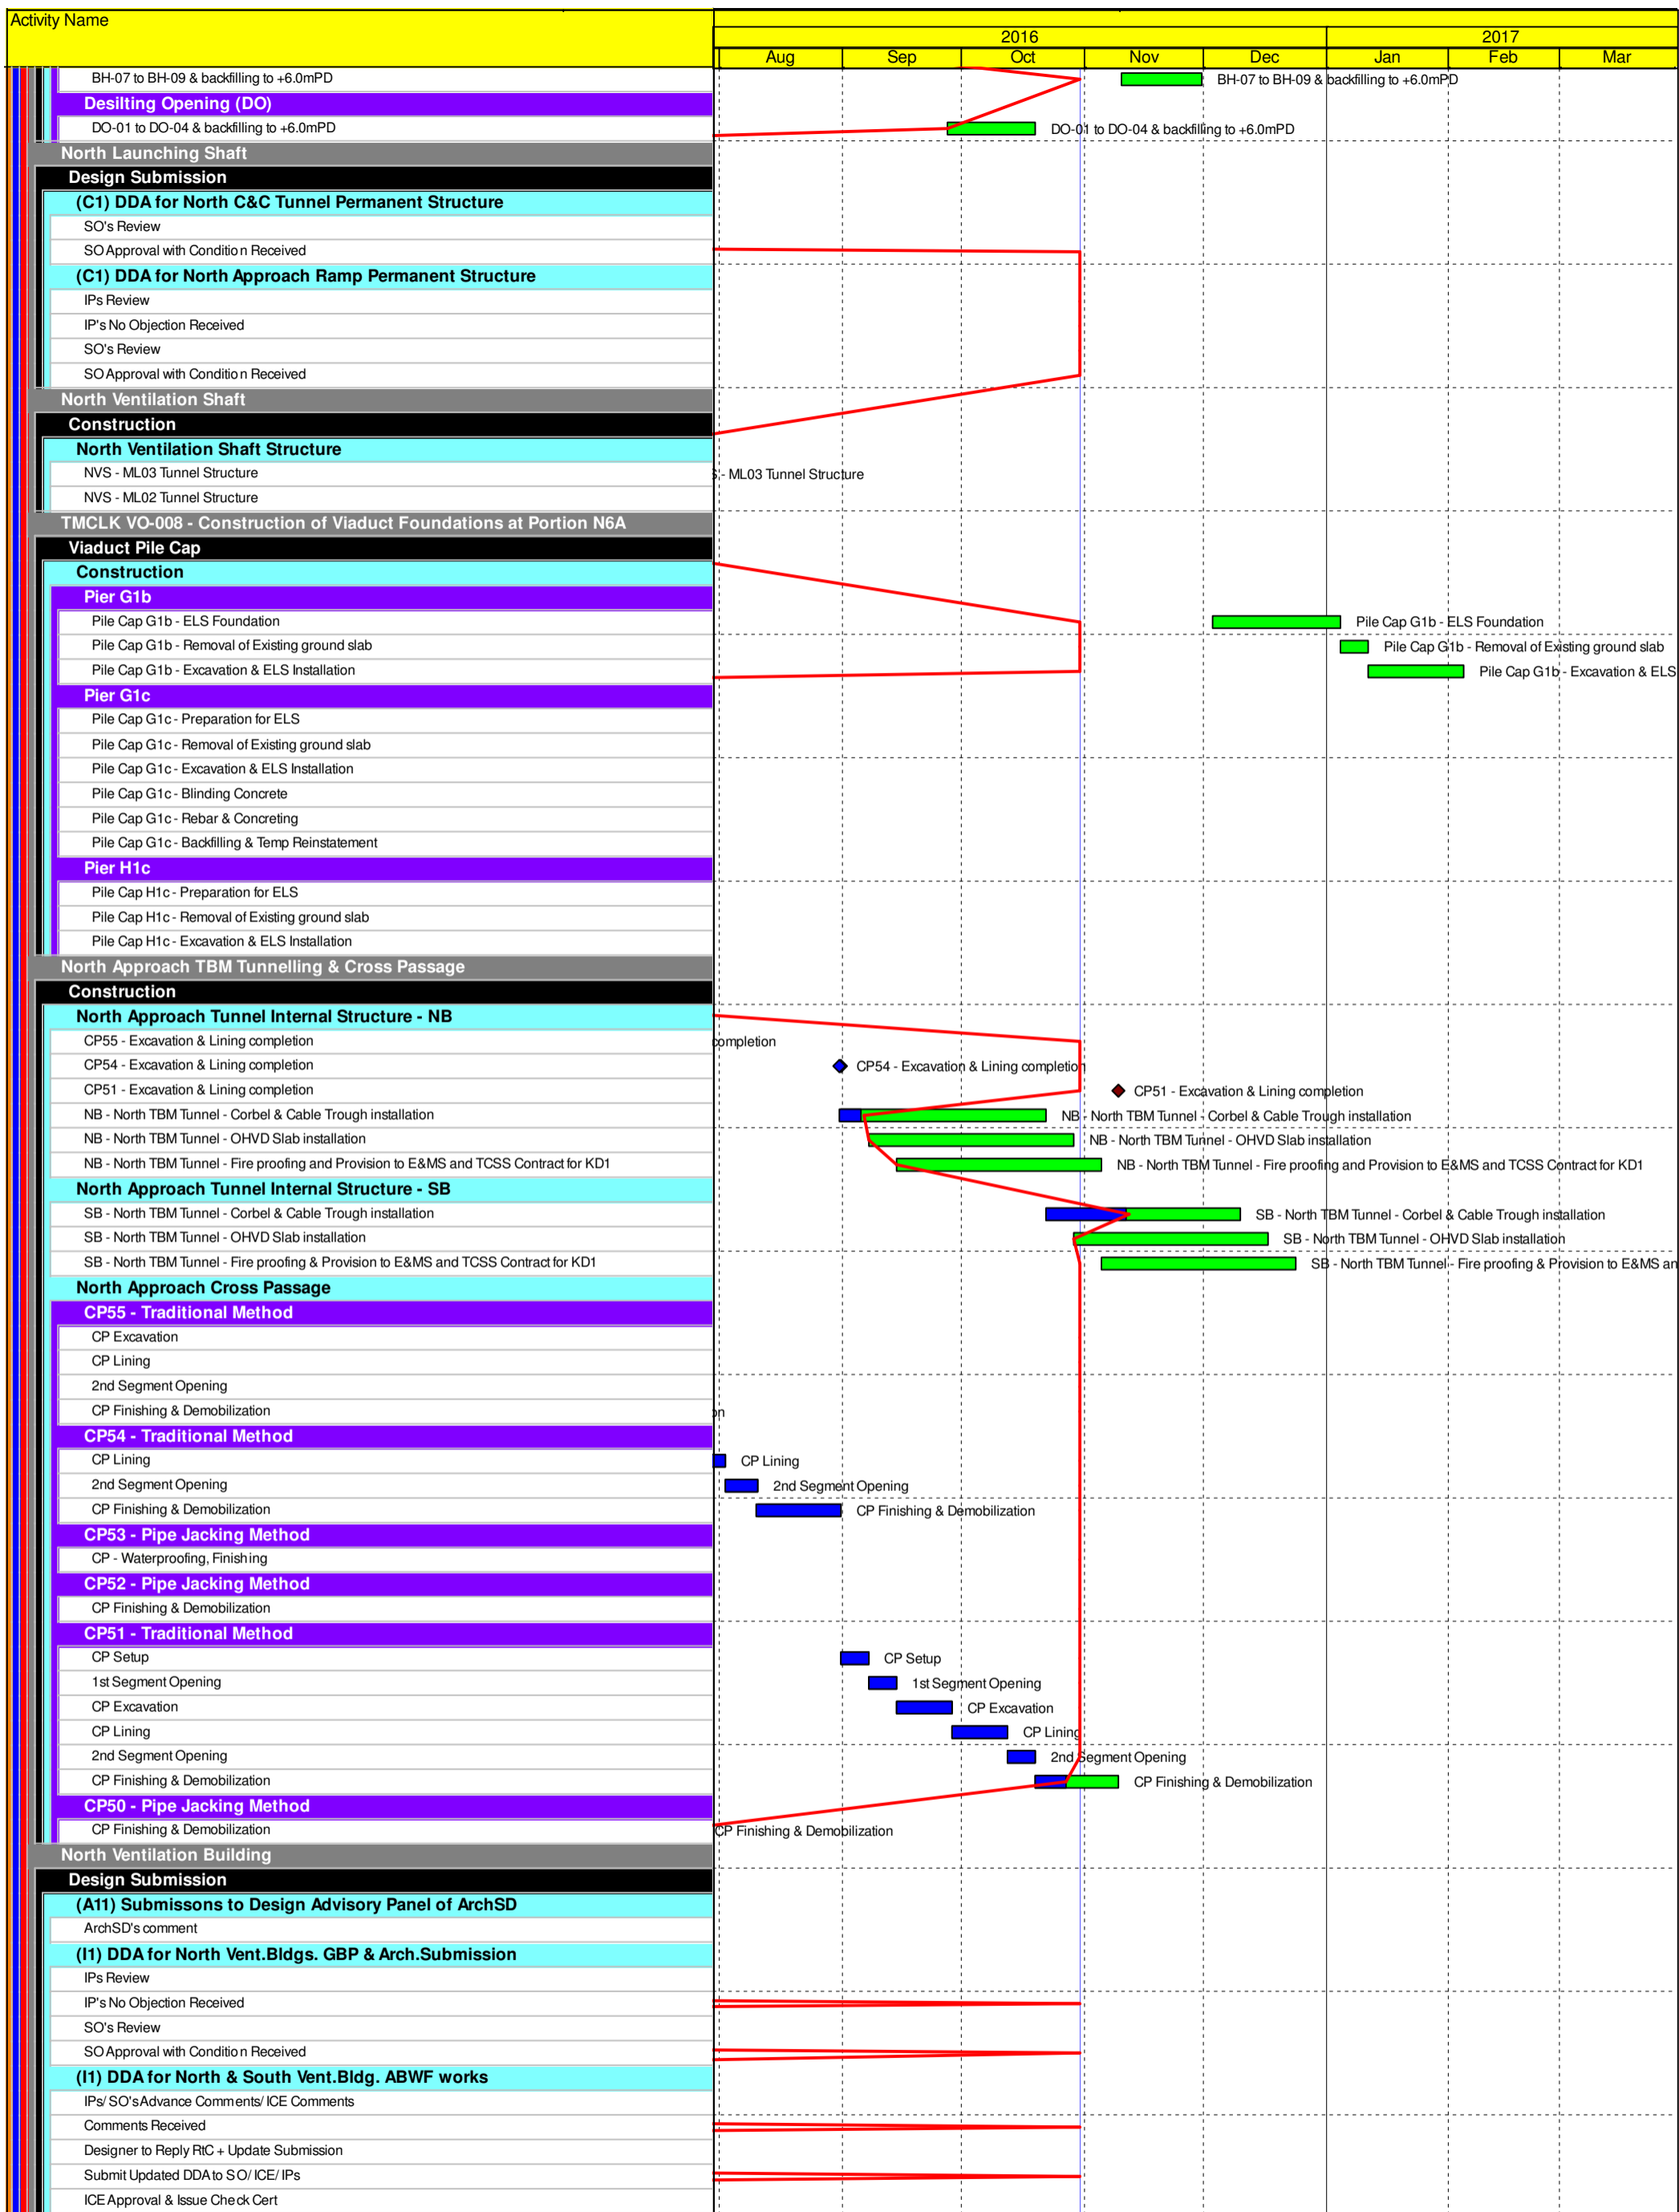 Activity Name
2016 2017
Aug Sep Oct Nov Dec Jan Feb Mar
BH-07 to BH-09 & backfilling to +6.0mPD BH-07 to BH-09 & backfilling to +6.0mPD
Desilting Opening (DO)
DO-01 to DO-04 & backfilling to +6.0mPD DO-01 to DO-04 & backfilling to +6.0mPD
North Launching Shaft
Design Submission
(C1) DDA for North C&C Tunnel Permanent Structure
SO's Review
SO Approval with Condition Received
(C1) DDA for North Approach Ramp Permanent Structure
IPs Review
IP's No Objection Received
SO's Review
SO Approval with Condition Received
North Ventilation Shaft
Construction
North Ventilation Shaft Structure
NVS - ML03 Tunnel Structure S - ML03 Tunnel Structure
NVS - ML02 Tunnel Structure
TMCLK VO-008 - Construction of Viaduct Foundations at Portion N6A
Viaduct Pile Cap
Construction
Pier G1b
Pile Cap G1b - ELS Foundation Pile Cap G1b - ELS Foundation
Pile Cap G1b - Removal of Existing ground slab Pile Cap G1b - Removal of Existing ground slab
Pile Cap G1b - Excavation & ELS Installation Pile Cap G1b - Excavation & ELS
Pier G1c
Pile Cap G1c - Preparation for ELS
Pile Cap G1c - Removal of Existing ground slab
Pile Cap G1c - Excavation & ELS Installation
Pile Cap G1c - Blinding Concrete
Pile Cap G1c - Rebar & Concreting
Pile Cap G1c - Backfilling & Temp Reinstatement
Pier H1c
Pile Cap H1c - Preparation for ELS
Pile Cap H1c - Removal of Existing ground slab
Pile Cap H1c - Excavation & ELS Installation
North Approach TBM Tunnelling & Cross Passage
Construction
North Approach Tunnel Internal Structure - NB
CP55 - Excavation & Lining completion completion
CP54 - Excavation & Lining completion CP54 - Excavation & Lining completion
CP51 - Excavation & Lining completion CP51 - Excavation & Lining completion
NB - North TBM Tunnel - Corbel & Cable Trough installation NB - North TBM Tunnel - Corbel & Cable Trough installation
NB - North TBM Tunnel - OHVD Slab installation NB - North TBM Tunnel - OHVD Slab installation
NB - North TBM Tunnel - Fire proofing and Provision to E&MS and TCSS Contract for KD1 NB - North TBM Tunnel - Fire proofing and Provision to E&MS and TCSS Contract for KD1
North Approach Tunnel Internal Structure - SB
SB - North TBM Tunnel - Corbel & Cable Trough installation SB - North TBM Tunnel - Corbel & Cable Trough installation
SB - North TBM Tunnel - OHVD Slab installation SB - North TBM Tunnel - OHVD Slab installation
SB - North TBM Tunnel - Fire proofing & Provision to E&MS and TCSS Contract for KD1 SB - North TBM Tunnel - Fire proofing & Provision to E&MS an
North Approach Cross Passage
CP55 - Traditional Method
CP Excavation
CP Lining
2nd Segment Opening
CP Finishing & Demobilization on
CP54 - Traditional Method
CP Lining CP Lining
2nd Segment Opening 2nd Segment Opening
CP Finishing & Demobilization CP Finishing & Demobilization
CP53 - Pipe Jacking Method
CP - Waterproofing, Finishing
CP52 - Pipe Jacking Method
CP Finishing & Demobilization
CP51 - Traditional Method
CP Setup CP Setup
1st Segment Opening 1st Segment Opening
CP Excavation CP Excavation
CP Lining CP Lining
2nd Segment Opening 2nd Segment Opening
CP Finishing & Demobilization CP Finishing & Demobilization
CP50 - Pipe Jacking Method
CP Finishing & Demobilization CP Finishing & Demobilization
North Ventilation Building
Design Submission
(A11) Submissons to Design Advisory Panel of ArchSD
ArchSD's comment
(I1) DDA for North Vent.Bldgs. GBP & Arch.Submission
IPs Review
IP's No Objection Received
SO's Review
SO Approval with Condition Received
(I1) DDA for North & South Vent.Bldg. ABWF works
IPs/ SO's Advance Comments/ ICE Comments
Comments Received
Designer to Reply RtC + Update Submission
Submit Updated DDA to SO/ ICE/ IPs
ICE Approval & Issue Check Cert